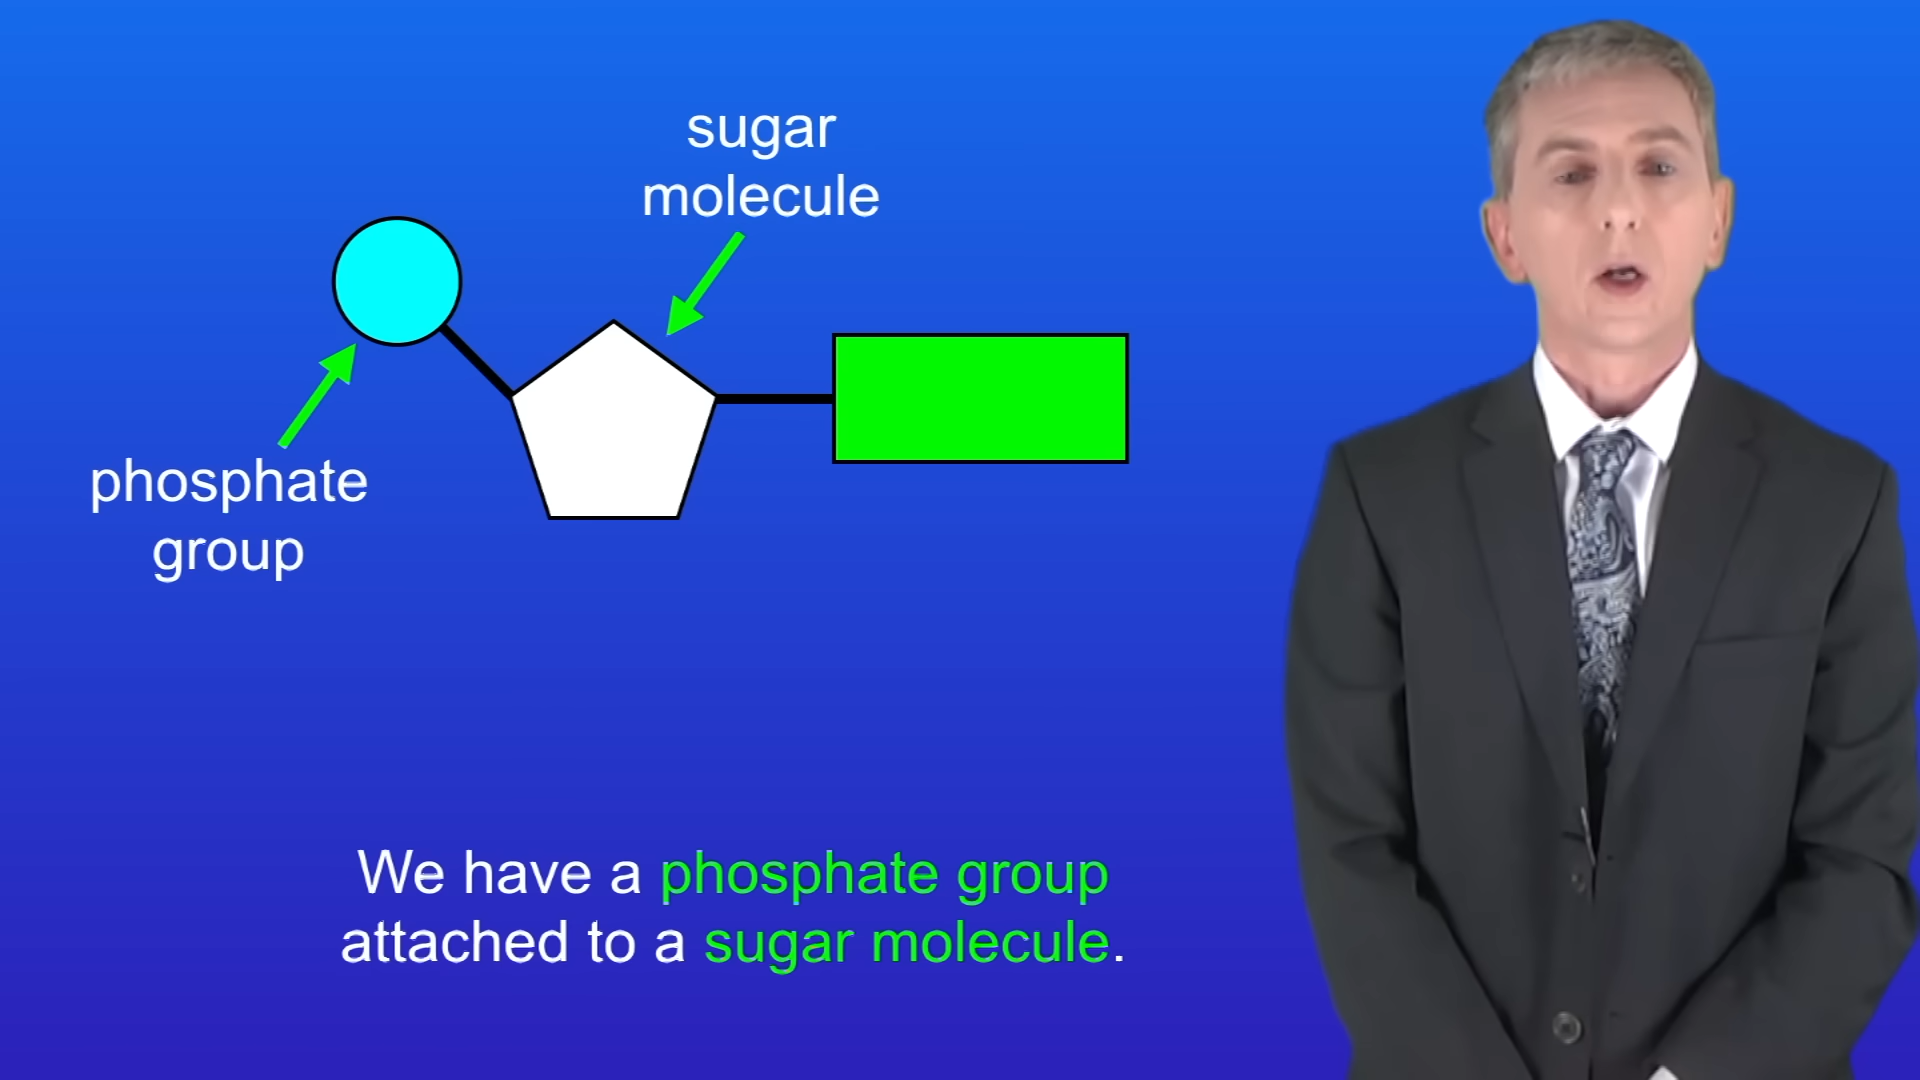 sugar
molecule
phosphate
group
We have a phosphate group
attached to a sugar molecule.